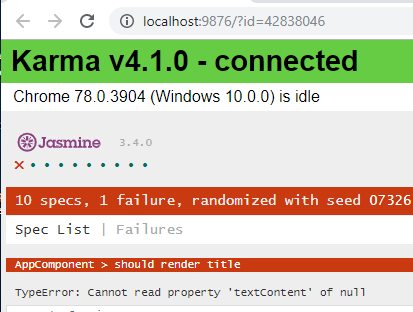 localhost:9876/?id=42838046
Karma v4.1.0 - connected
Chrome 78.0.3904 (Windows 10.0.0) is idle
Jasmine 3.4.0
10 specs, 1 failure, randomized with seed 07326
Spec List | Failures
AppComponent > should render title
TypeError: Cannot read property 'textContent' of null